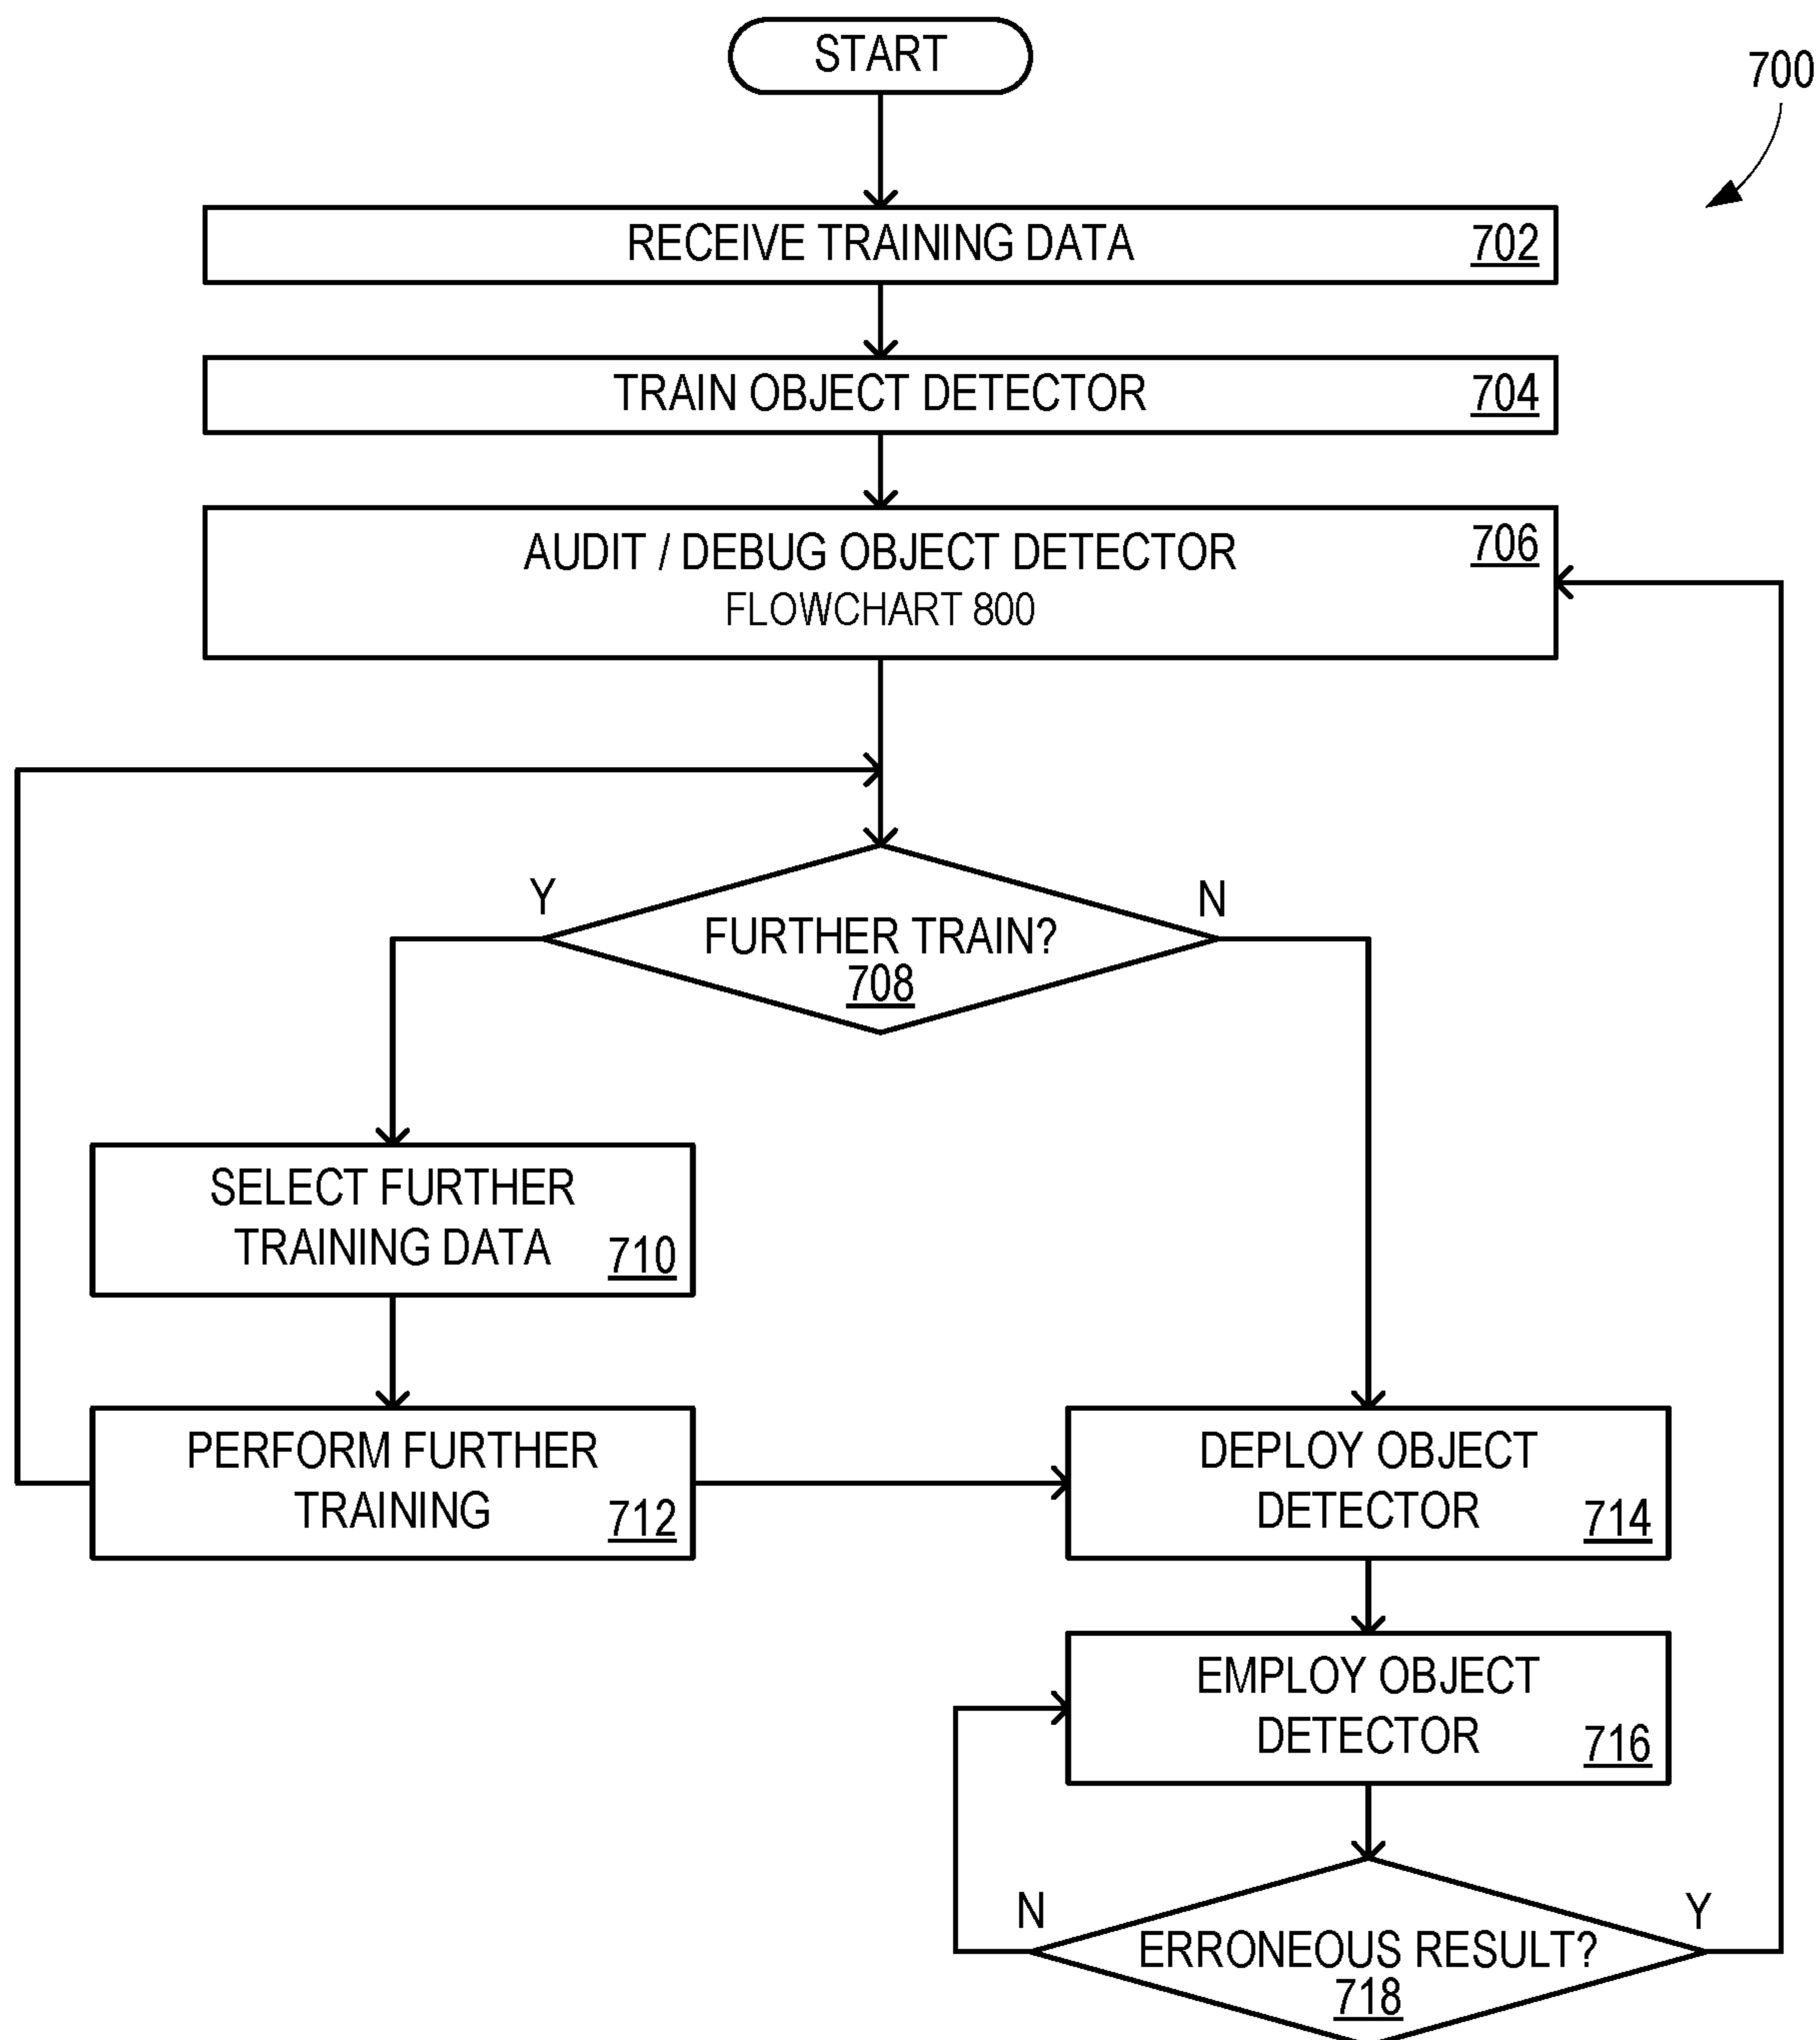 START
700
RECEIVE TRAINING DATA 702
TRAIN OBJECT DETECTOR 704
AUDIT / DEBUG OBJECT DETECTOR 706
FLOWCHART 800
Y
N
FURTHER TRAIN?
708
SELECT FURTHER
TRAINING DATA 710
PERFORM FURTHER
TRAINING 712
DEPLOY OBJECT
DETECTOR 714
EMPLOY OBJECT
DETECTOR 716
N
Y
ERRONEOUS RESULT?
718